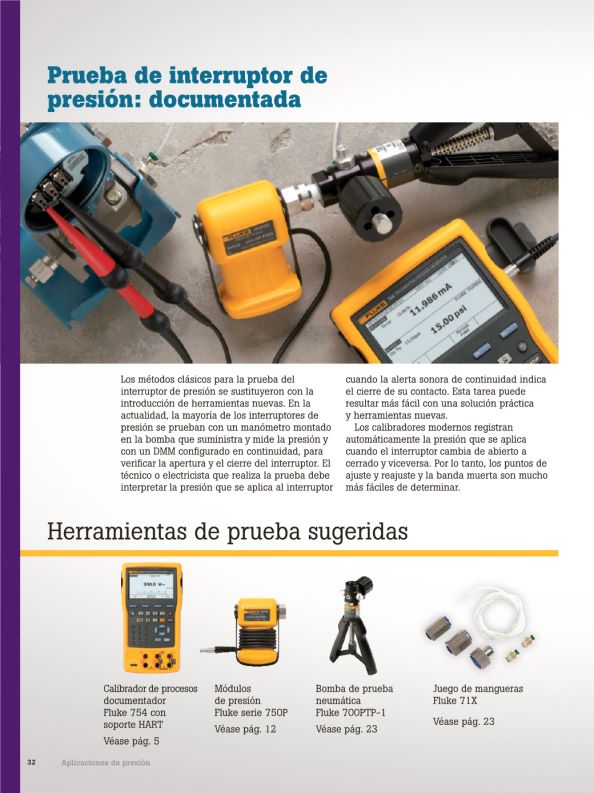 Prueba de interruptor de
presión: documentada
FLUKE
11.986 mA
15.00 psi
Los métodos clásicos para la prueba del
interruptor de presión se sustituyeron con la
introducción de herramientas nuevas. En la
actualidad, la mayoría de los interruptores de
presión se prueban con un manómetro montado
en la bomba que suministra y mide la presión y
con un DMM configurado en continuidad, para
verificar la apertura y el cierre del interruptor. El
técnico o electricista que realiza la prueba debe
interpretar la presión que se aplica al interruptor
cuando la alerta sonora de continuidad indica
el cierre de su contacto. Esta tarea puede
resultar más fácil con una solución práctica
y herramientas nuevas.
Los calibradores modernos registran
automáticamente la presión que se aplica
cuando el interruptor cambia de abierto a
cerrado y viceversa. Por lo tanto, los puntos de
ajuste y reajuste y la banda muerta son mucho
más fáciles de determinar.
Herramientas de prueba sugeridas
Calibrador de procesos
documentador
Fluke 754 con
soporte HART
Véase pág. 5
Módulos
de presión
Fluke serie 750P
Véase pág. 12
Bomba de prueba
neumática
Fluke 700PTP-1
Véase pág. 23
Juego de mangueras
Fluke 71X
Véase pág. 23
32 Aplicaciones de presión